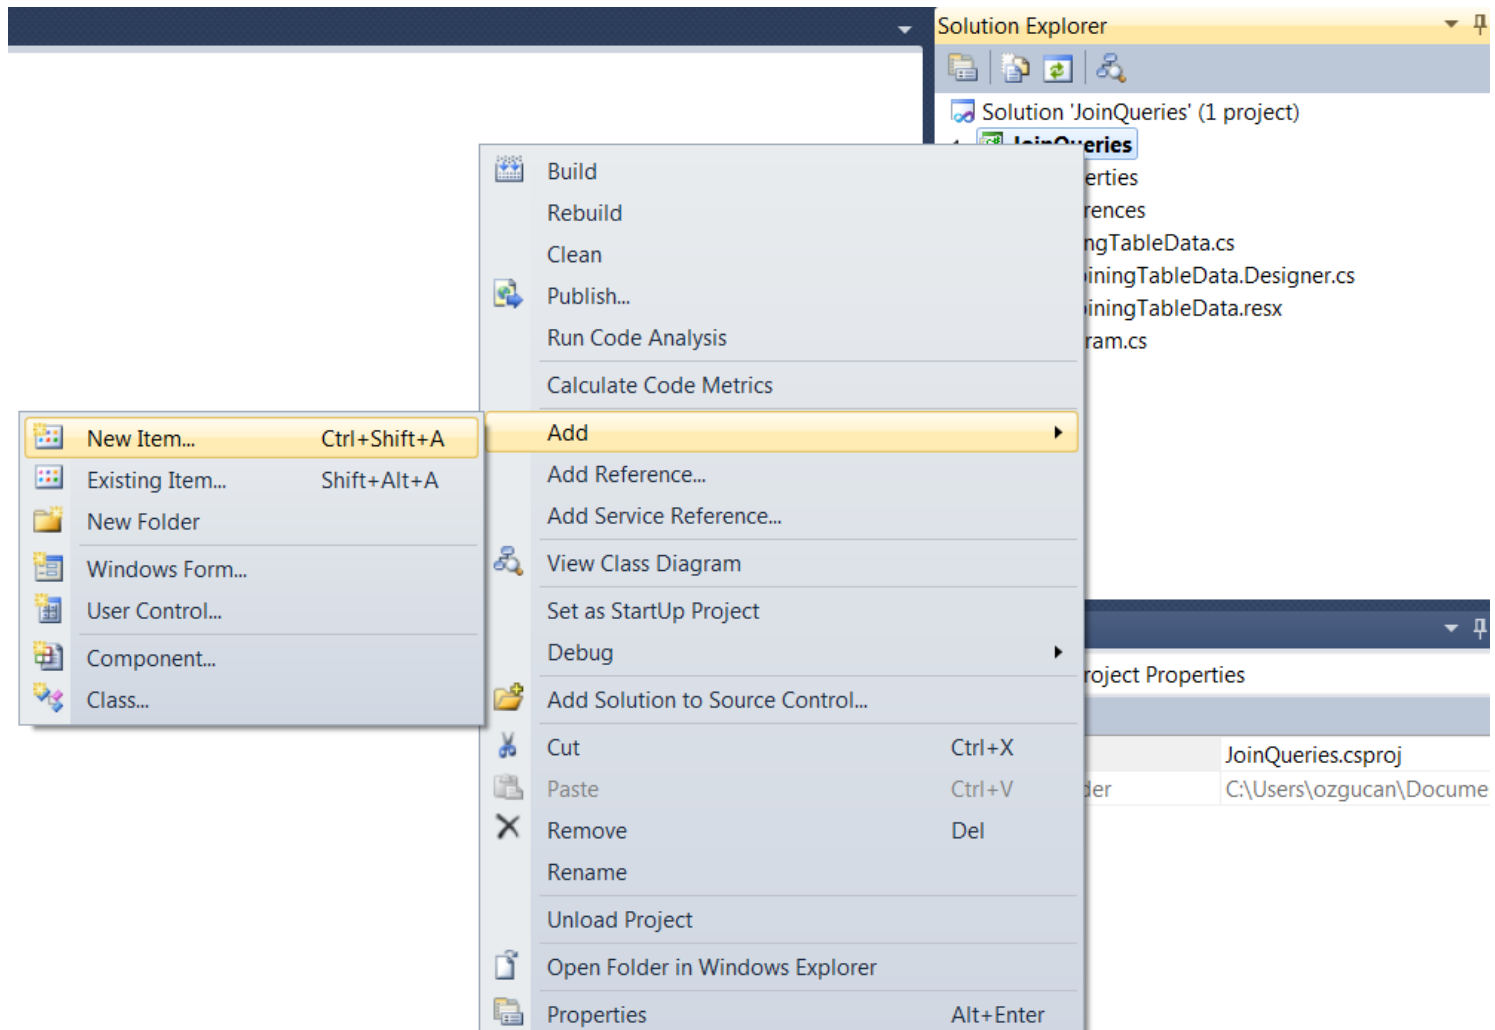 Solution Explorer
Solution 'JoinQueries' (1 project)
JoinQueries
erties
rences
ngTableData.cs
iningTableData.Designer.cs
iningTableData.resx
ram.cs
Build
Rebuild
Clean
Publish...
Run Code Analysis
Calculate Code Metrics
Add
Add Reference...
Add Service Reference...
View Class Diagram
Set as StartUp Project
Debug
Add Solution to Source Control...
Cut Ctrl+X
Paste Ctrl+V
Remove Del
Rename
Unload Project
Open Folder in Windows Explorer
Properties Alt+Enter
New Item... Ctrl+Shift+A
Existing Item... Shift+Alt+A
New Folder
Windows Form...
User Control...
Component...
Class...
roject Properties
JoinQueries.csproj
der C:\Users\ozgucan\Docume